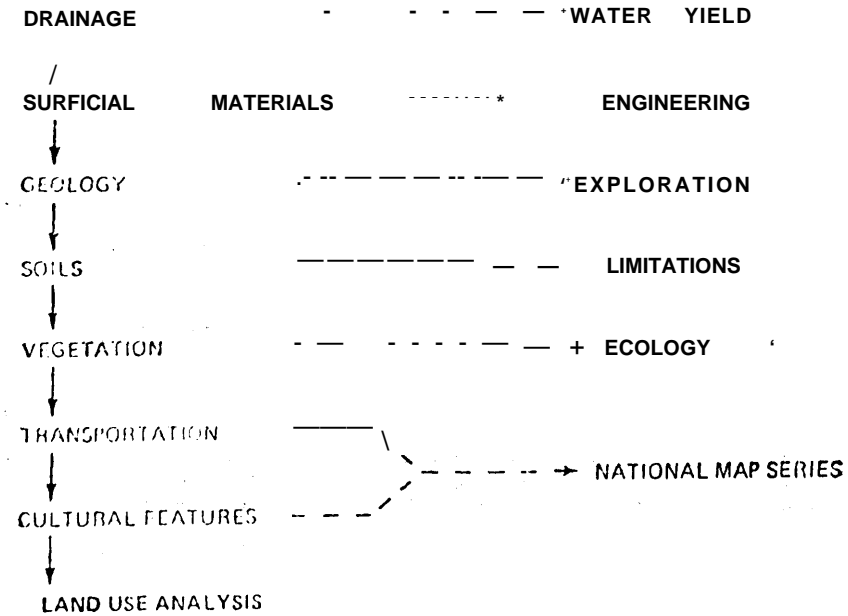 DRAINAGE WATER YIELD
SURFICIAL MATERIALS ENGINEERING
GEOLOGY EXPLORATION
SOILS LIMITATIONS
VEGETATION ECOLOGY
TRANSPORTATION
NATIONAL MAP SERIES
CULTURAL FEATURES
LAND USE ANALYSIS